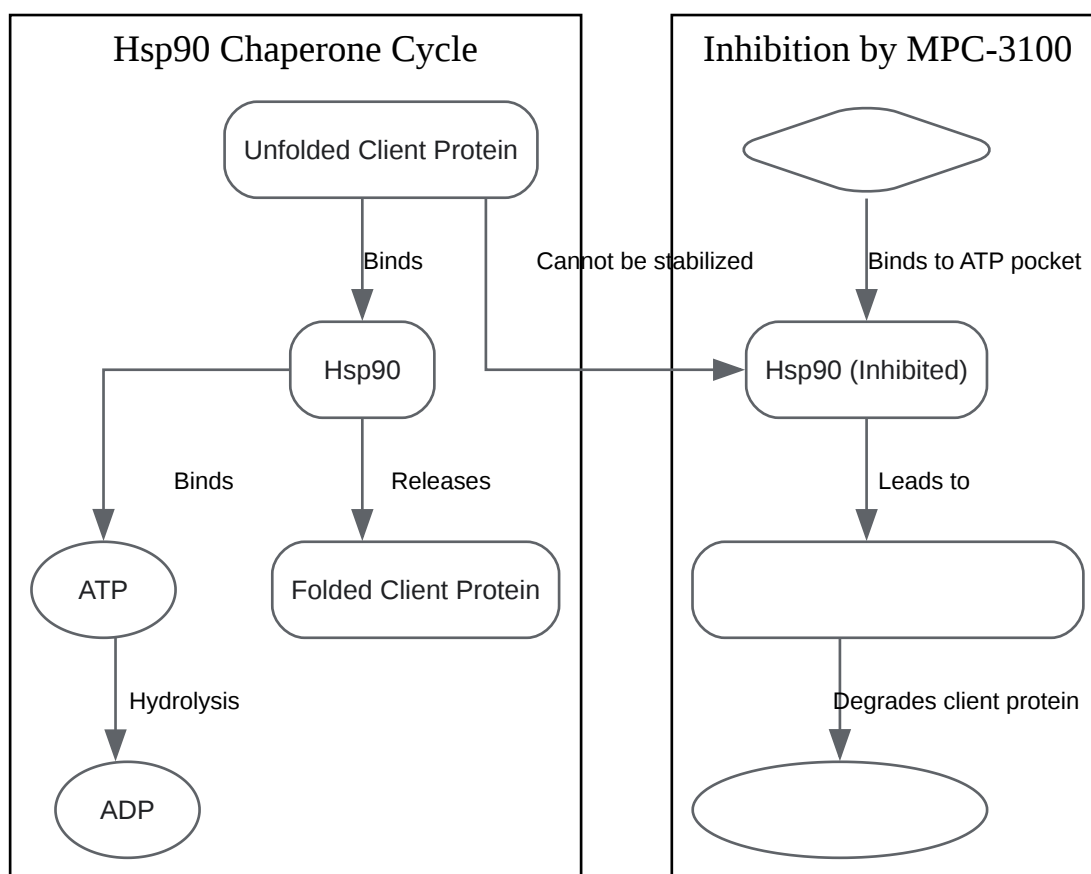 Hsp90 Chaperone Cycle
Inhibition by MPC-3100
Unfolded Client Protein
Binds
Cannot be stabilized
Binds to ATP pocket
Hsp90
Hsp90 (Inhibited)
Binds
Releases
Leads to
ATP
Folded Client Protein
Hydrolysis
Degrades client protein
ADP